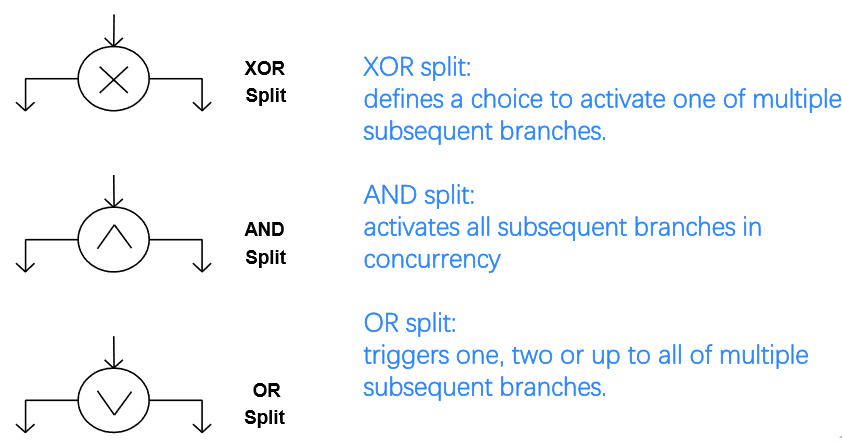 XOR
Split
XOR split:
defines a choice to activate one of multiple
subsequent branches.
AND
Split
AND split:
activates all subsequent branches in
concurrency
OR
Split
OR split:
triggers one, two or up to all of multiple
subsequent branches.